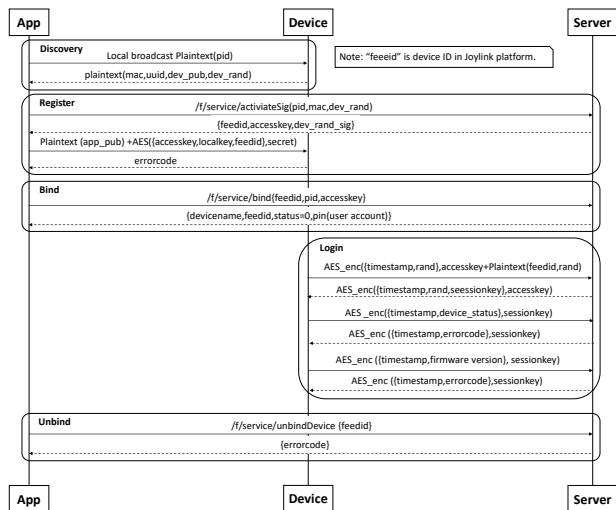 App Device Server
Discovery
Local broadcast Plaintext(pid)
Note: "feeeid" is device ID in Joylink platform.
plaintext(mac,uuid,dev_pub,dev_rand)
Register
/f/service/activiateSig(pid,mac,dev_rand)
{feedid,accesskey,dev_rand_sig}
Plaintext (app_pub) +AES({accesskey,localkey,feedid},secret)
errorcode
Bind
/f/service/bind{feedid,pid,accesskey}
{devicename,feedid,status=0,pin(user account)}
Login
AES_enc({timestamp,rand},accesskey+Plaintext(feedid,rand)
AES_enc({timestamp,rand,seessionkey},accesskey)
AES _enc({timestamp,device_status},sessionkey)
AES_enc ({timestamp,errorcode},sessionkey)
AES_enc ({timestamp,firmware version}, sessionkey)
AES_enc ({timestamp,errorcode},sessionkey)
Unbind
/f/service/unbindDevice {feedid}
{errorcode}
App Device Server